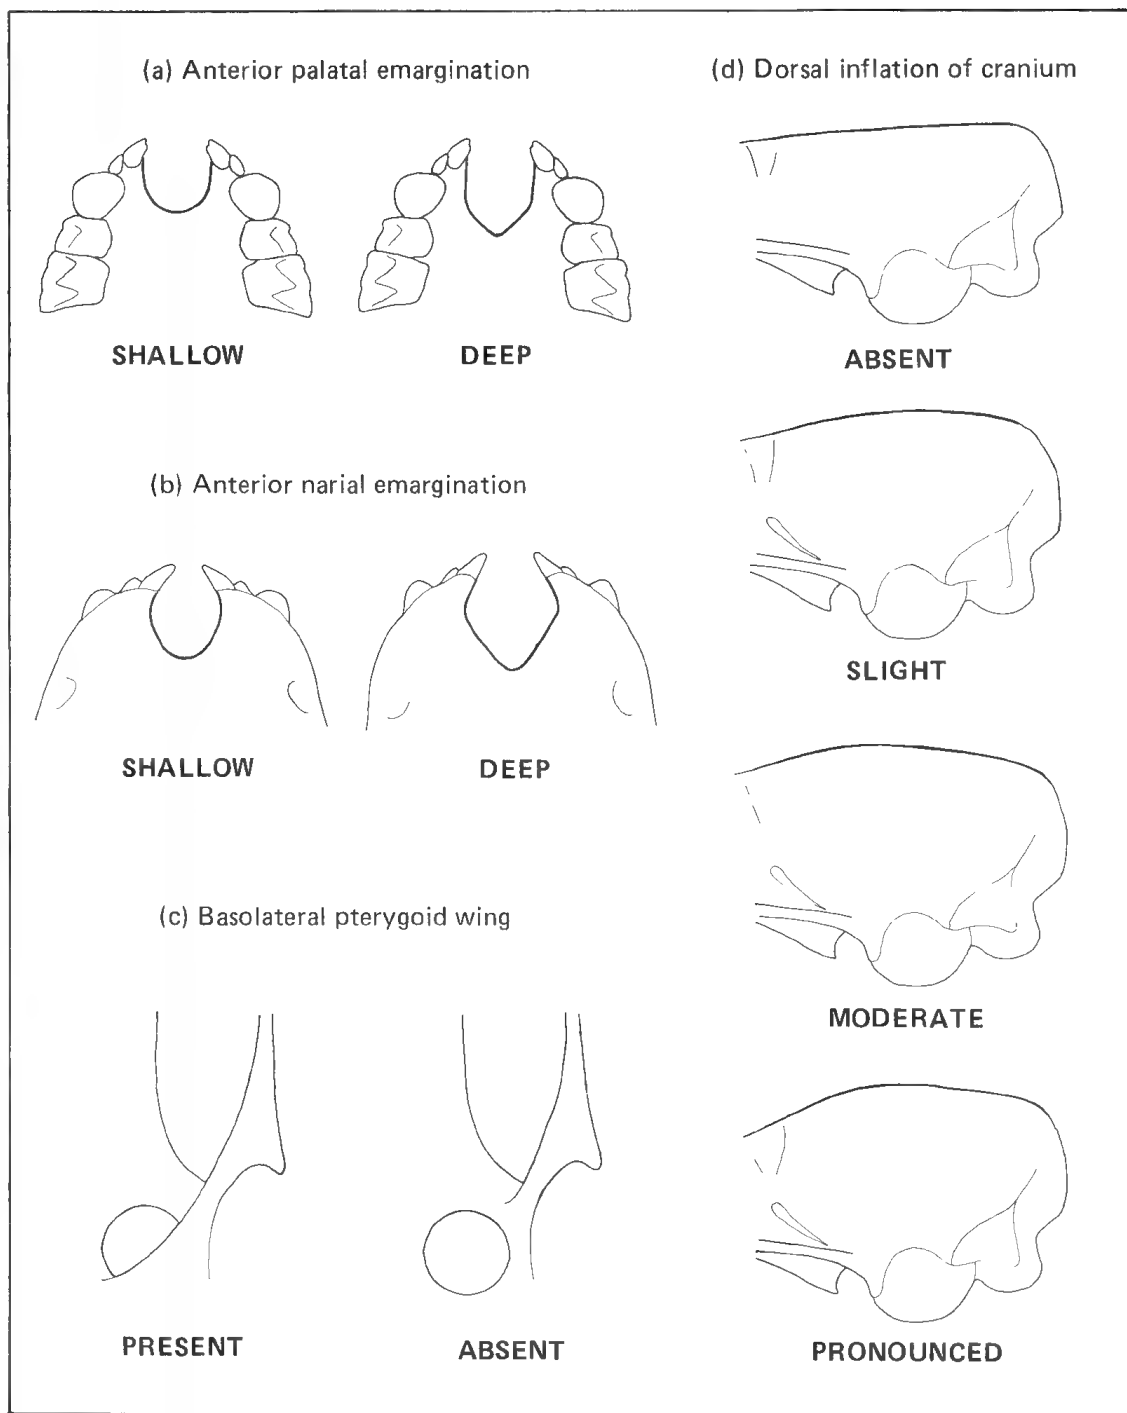 (a) Anterior palatal emargination
SHALLOW
DEEP
(b) Anterior narial emargination
SHALLOW
DEEP
(c) Basolateral pterygoid wing
PRESENT
ABSENT
(d) Dorsal inflation of cranium
ABSENT
SLIGHT
MODERATE
PRONOUNCED